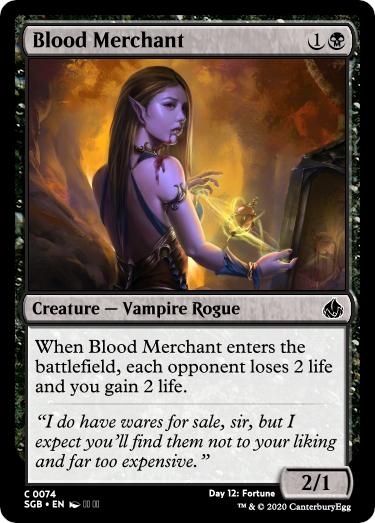 Blood Merchant 1
Creature — Vampire Rogue
When Blood Merchant enters the
battlefield, each opponent loses 2 life
and you gain 2 life.
“I do have wares for sale, sir, but I
expect you’ll find them not to your liking
and far too expensive.”
2/1
C 0074
SGB • EN
Day 12: Fortune
™ & © 2020 CanterburyEgg